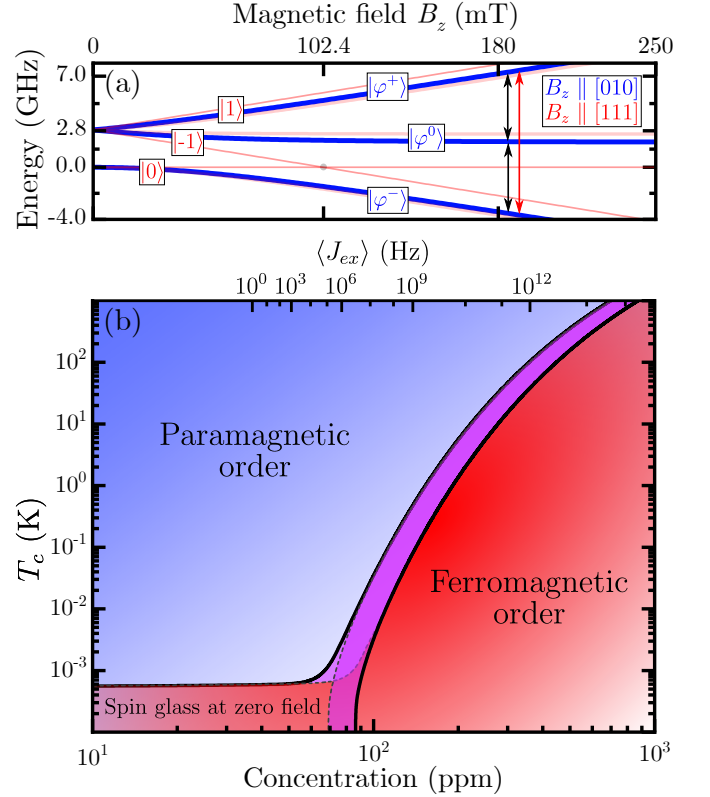 Magnetic field B_z (mT)
0 102.4 180 250
(a)
7.0
2.8
0.0
-4.0
Energy (GHz)
|φ⁺⟩
|1⟩
|-1⟩
|φ⁰⟩
|0⟩
|φ⁻⟩
B_z || [010]
B_z || [111]
⟨J_ex⟩ (Hz)
10⁰ 10³ 10⁶ 10⁹ 10¹²
(b)
10²
10¹
10⁰
10⁻¹
10⁻²
10⁻³
T_c (K)
Paramagnetic
order
Ferromagnetic
order
Spin glass at zero field
10¹ 10² 10³
Concentration (ppm)